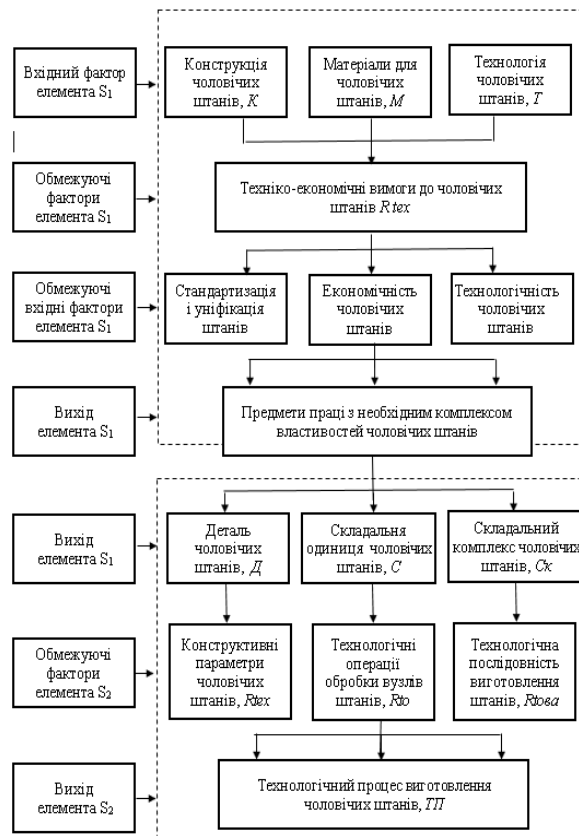 Вхідний фактор
елемента S1
Конструкція
чоловічих
штанів, К
Матеріали для
чоловічих
штанів, М
Технологія
чоловічих
штанів, Т
Обмежуючі
фактори
елемента S1
Техніко-економічні вимоги до чоловічих
штанів Rtex
Обмежуючі
вхідні фактори
елемента S1
Стандартизація
і уніфікація
штанів
Економічність
чоловічих
штанів
Технологічність
чоловічих
штанів
Вихід
елемента S1
Предмети праці з необхідним комплексом
властивостей чоловічих штанів
Вихід
елемента S1
Деталь
чоловічих
штанів, Д
Складальня
одиниця чоловічих
штанів, С
Складальний
комплекс чоловічих
штанів, Ск
Обмежуючі
фактори
елемента S2
Конструктивні
параметри
чоловічих
штанів, Rtex
Технологічні
операції
обробки вузлів
штанів, Rto
Технологічна
послідовність
виготовлення
штанів, Rtова
Вихід
елемента S2
Технологічний процес виготовлення
чоловічих штанів, ТП